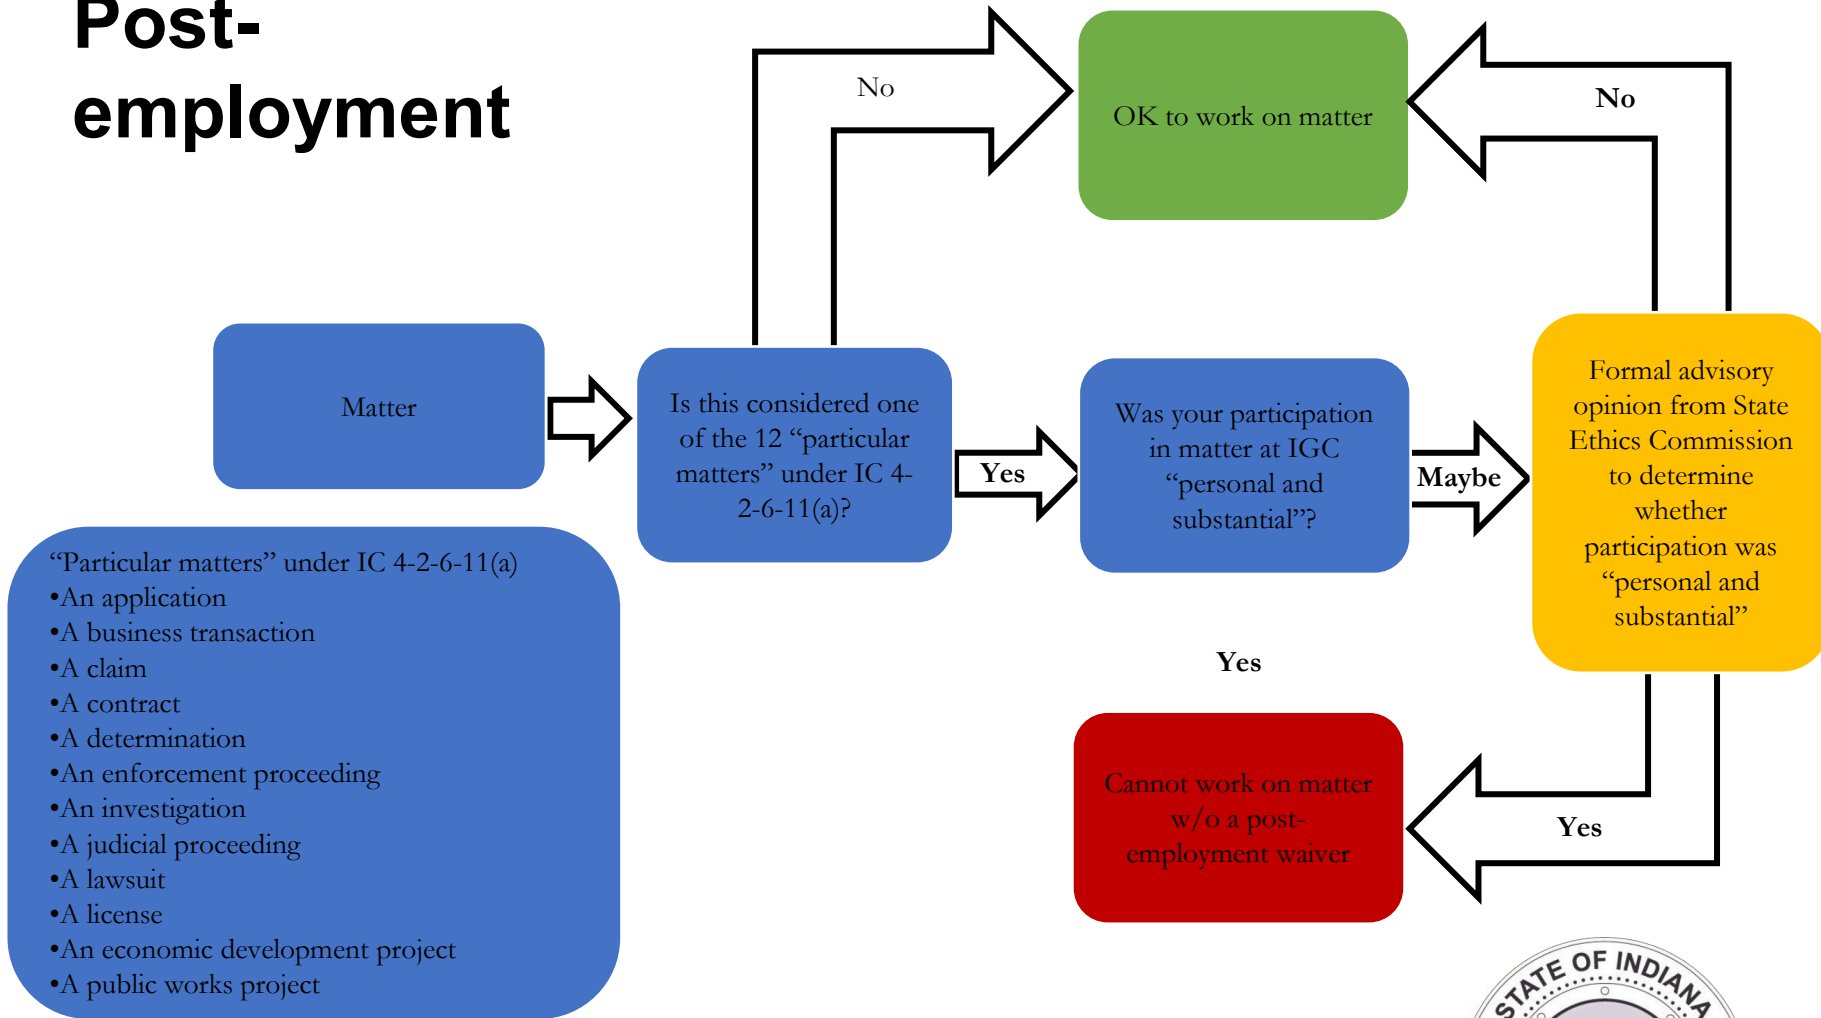 Post-
employment
No
OK to work on matter
No
Matter
Is this considered one
of the 12 “particular
matters” under IC 4-
2-6-11(a)?
Yes
Was your participation
in matter at IGC
“personal and
substantial”?
Maybe
Formal advisory
opinion from State
Ethics Commission
to determine
whether
participation was
“personal and
substantial”
“Particular matters” under IC 4-2-6-11(a)
•An application
•A business transaction
•A claim
•A contract
•A determination
•An enforcement proceeding
•An investigation
•A judicial proceeding
•A lawsuit
•A license
•An economic development project
•A public works project
Yes
Cannot work on matter
w/o a post-
employment waiver
Yes
STATE OF INDIANA